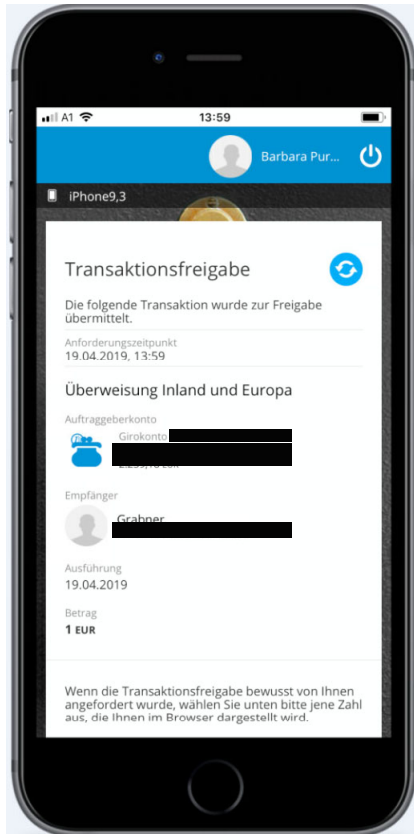 A1 13:59
Barbara Pur...
iPhone9,3
Transaktionsfreigabe
Die folgende Transaktion wurde zur Freigabe
übermittelt.
Anforderungszeitpunkt
19.04.2019, 13:59
Überweisung Inland und Europa
Auftraggeberkonto
Girokonto
Empfänger
Grabner
Ausführung
19.04.2019
Betrag
1 EUR
Wenn die Transaktionsfreigabe bewusst von Ihnen
angefordert wurde, wählen Sie unten bitte jene Zahl
aus, die Ihnen im Browser dargestellt wird.